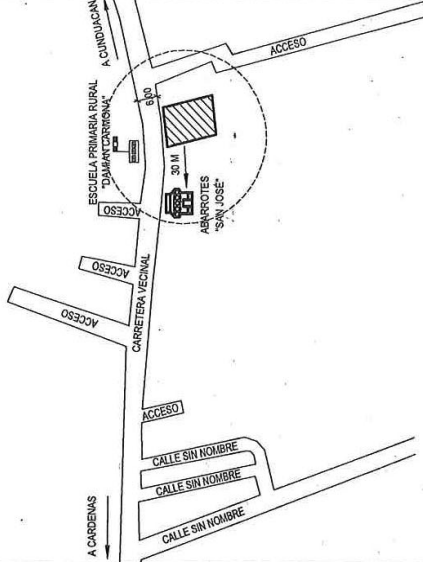 A CUNDUACAN
ACCESO
ESCUELA PRIMARIA RURAL
"DAMIAN CARMONA"
6.00
30 M
ABARROTES
"SAN JOSÉ"
ACCESO
ACCESO
ACCESO
CARRETERA VECINAL
ACCESO
CALLE SIN NOMBRE
CALLE SIN NOMBRE
CALLE SIN NOMBRE
A CARDENAS